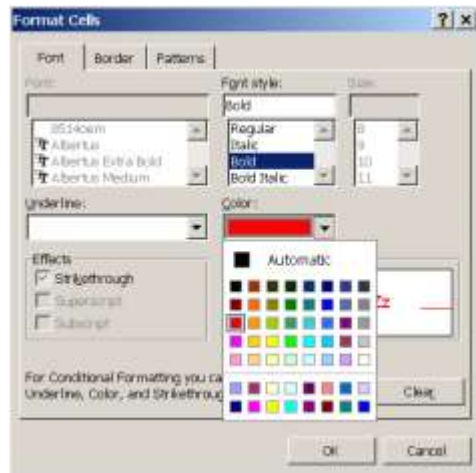 Format Cells
Font Border Patterns
Font: Font style: Size:
Bold
8514oem Regular 8
Albertus Italic 9
Albertus Extra Bold Bold 10
Albertus Medium Bold Italic 11
Underline: Color:
Automatic
Effects
Strikethrough
Superscript
Subscript
For Conditional Formatting you ca
Underline, Color, and Strikethroug
Clear
OK Cancel